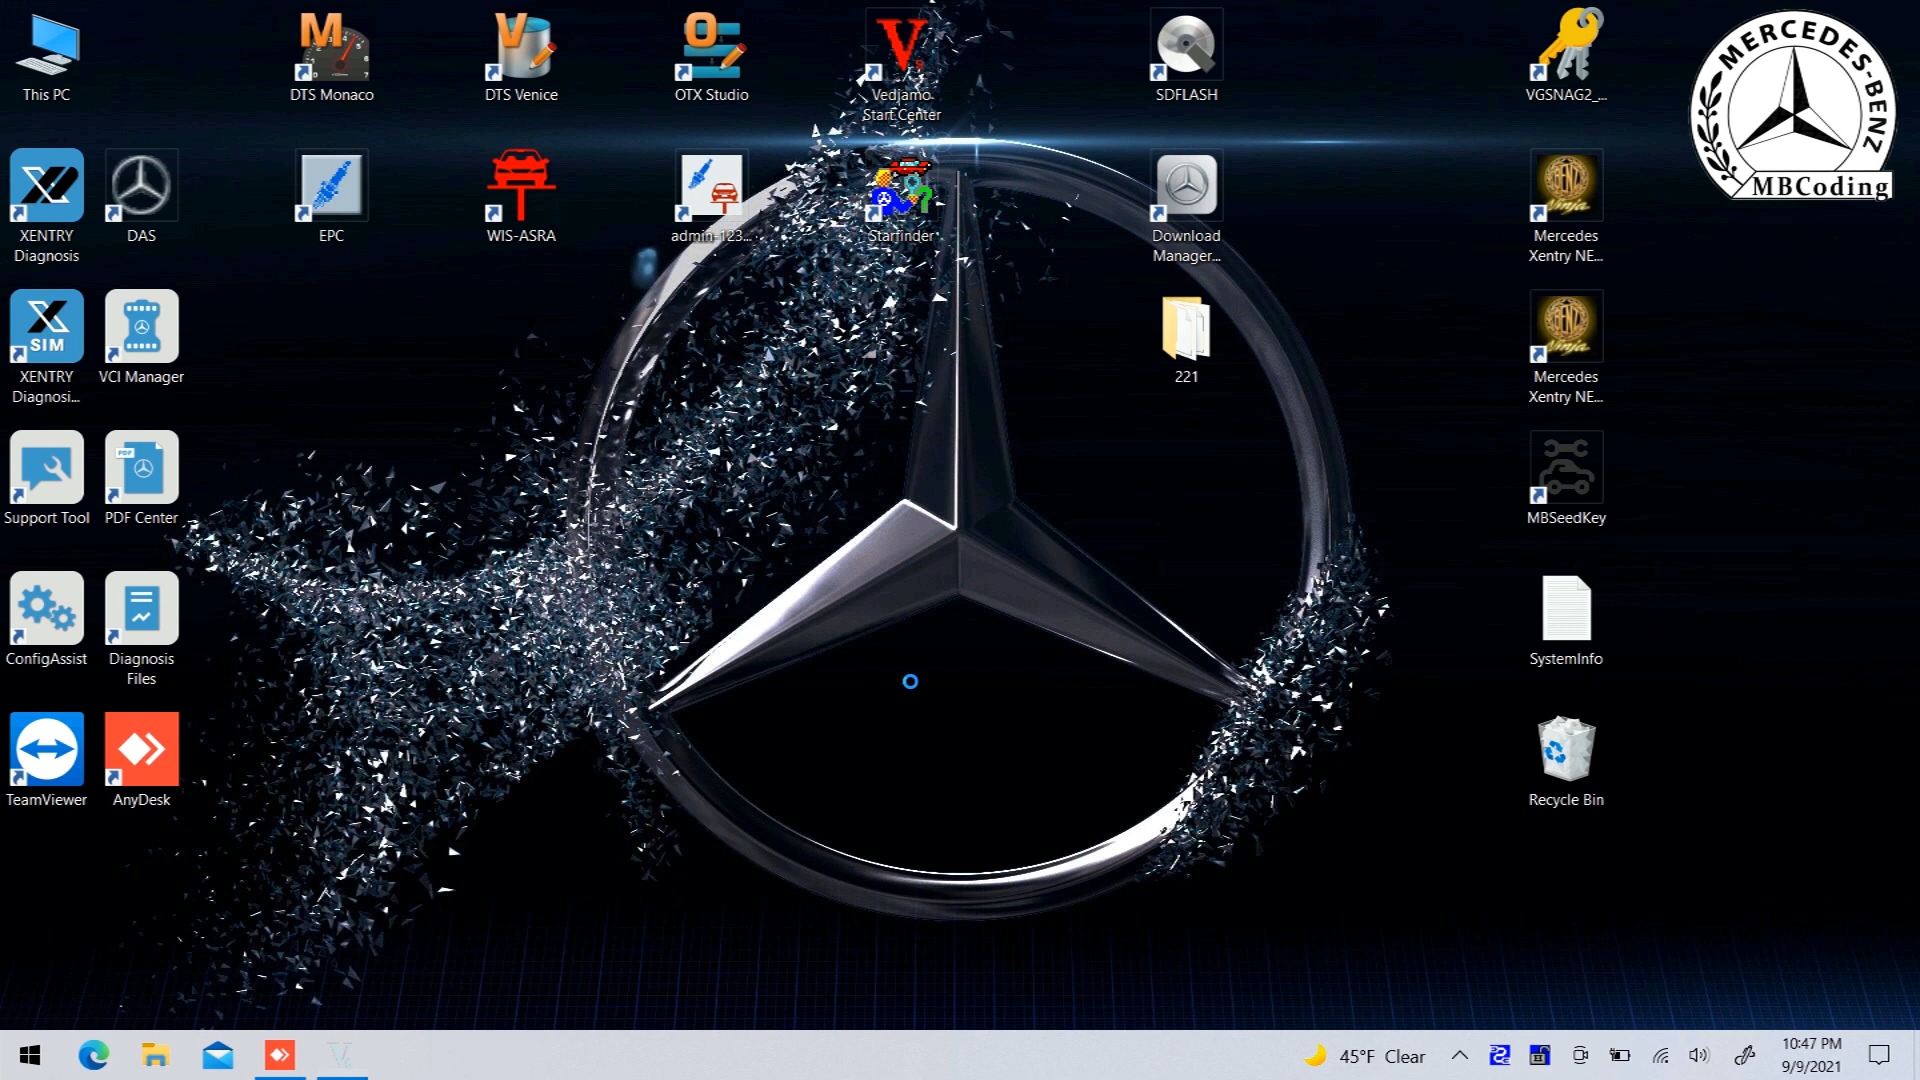 This PC
DTS Monaco
DTS Venice
OTX Studio
Vedjamo
Start Center
SDFLASH
VGSNAG2_...
MERCEDES-BENZ
MBCoding
XENTRY
Diagnosis
DAS
EPC
WIS-ASRA
admin-123...
Starfinder
Download
Manager...
Mercedes
Xentry NE...
SIM
XENTRY
Diagnosi...
VCI Manager
221
Mercedes
Xentry NE...
Support Tool
PDF
PDF Center
MBSeedKey
ConfigAssist
Diagnosis
Files
SystemInfo
TeamViewer
AnyDesk
Recycle Bin
45°F Clear
10:47 PM
9/9/2021